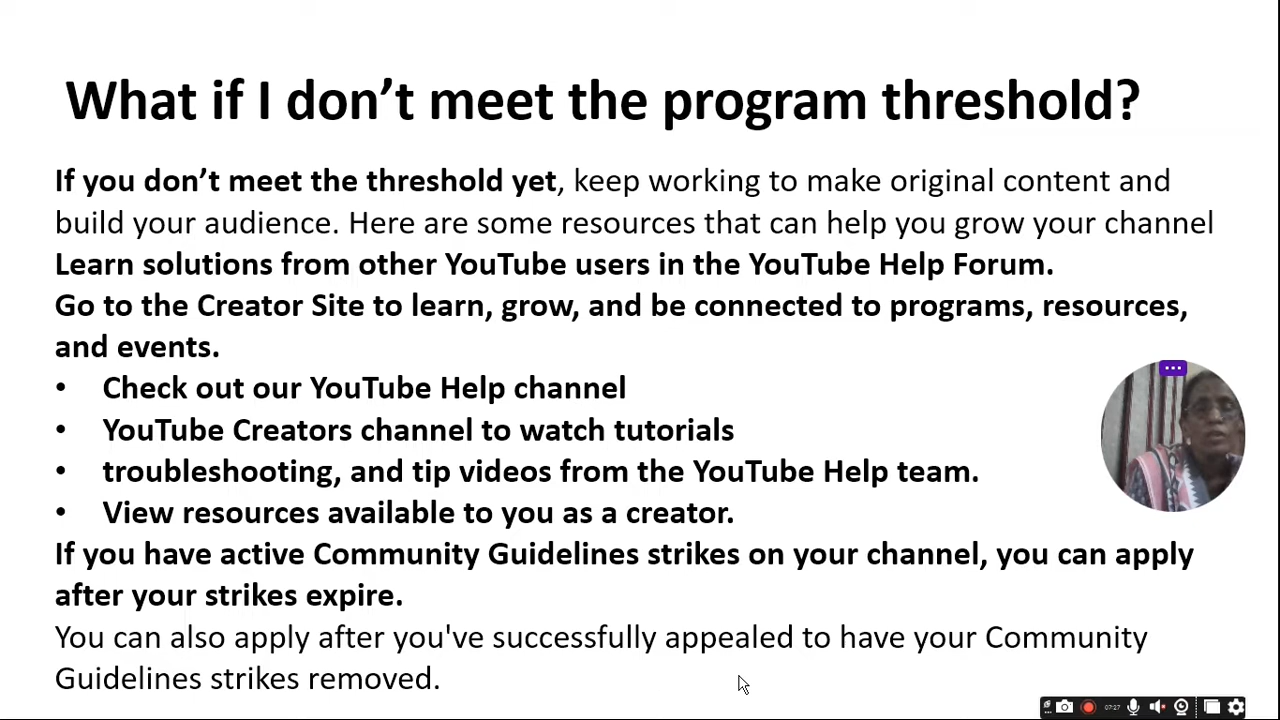 What if I don’t meet the program threshold?
If you don’t meet the threshold yet, keep working to make original content and
build your audience. Here are some resources that can help you grow your channel
Learn solutions from other YouTube users in the YouTube Help Forum.
Go to the Creator Site to learn, grow, and be connected to programs, resources,
and events.
• Check out our YouTube Help channel
• YouTube Creators channel to watch tutorials
• troubleshooting, and tip videos from the YouTube Help team.
• View resources available to you as a creator.
If you have active Community Guidelines strikes on your channel, you can apply
after your strikes expire.
You can also apply after you've successfully appealed to have your Community
Guidelines strikes removed.
07:27